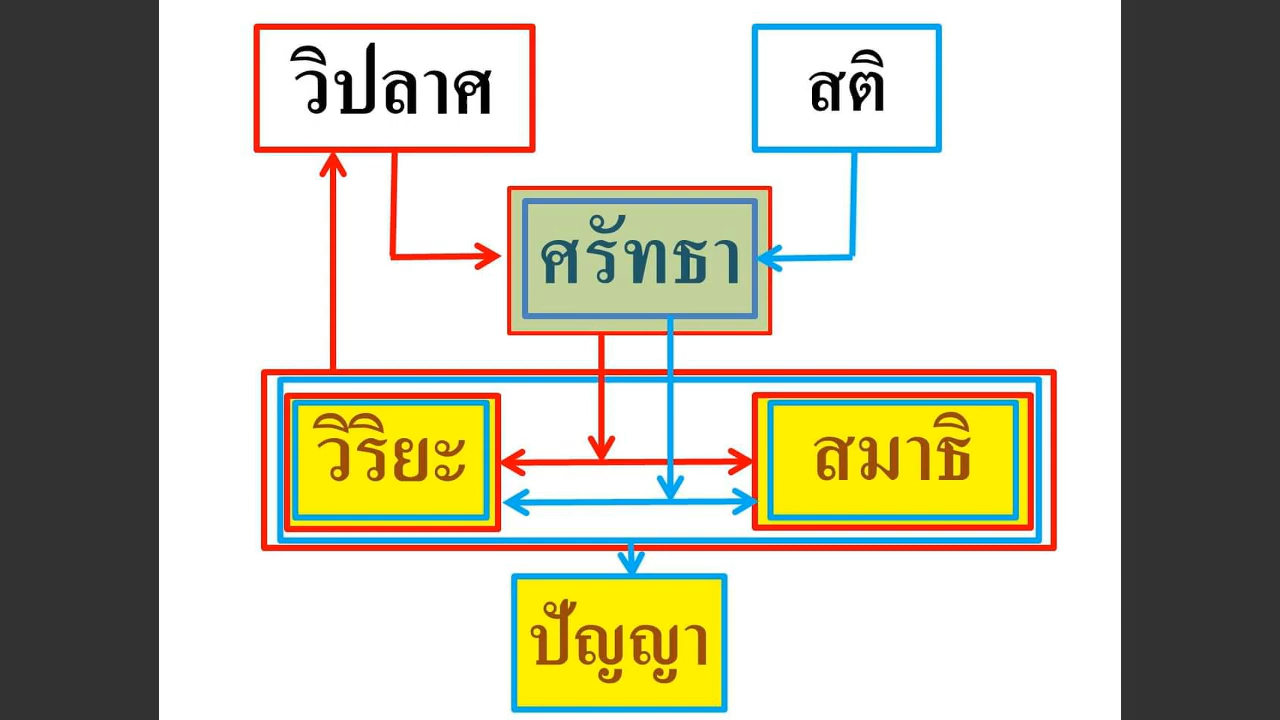 วิปลาศ
สติ
ศรัทธา
วิริยะ
สมาธิ
ปัญญา